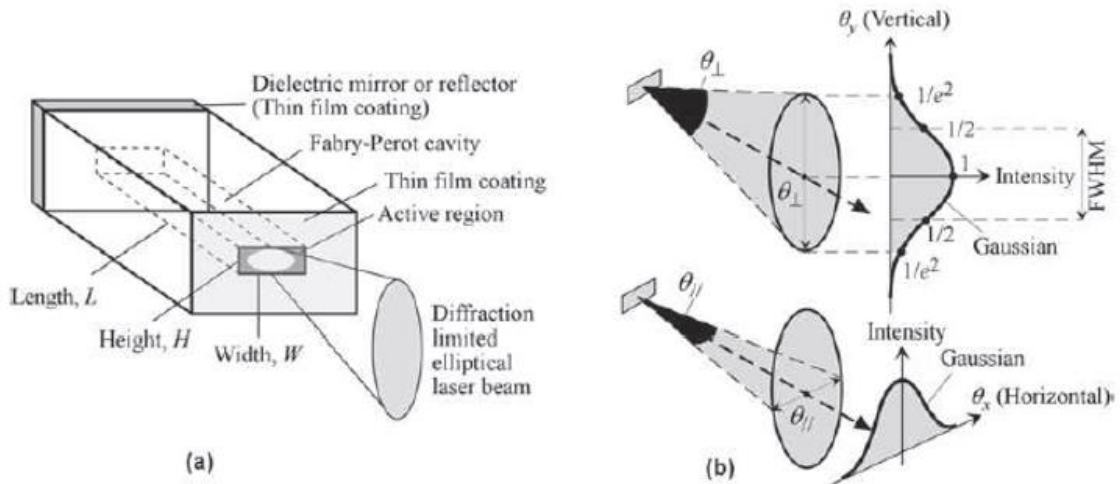 Dielectric mirror or reflector
(Thin film coating)
Fabry-Perot cavity
Thin film coating
Active region
Length, L
Height, H
Width, W
Diffraction
limited
elliptical
laser beam
(a)
θy (Vertical)
θ⊥
1/e²
1/2
1
Intensity
FWHM
θ⊥
1/2
Gaussian
1/e²
θ//
Intensity
Gaussian
θx (Horizontal)
θ//
(b)